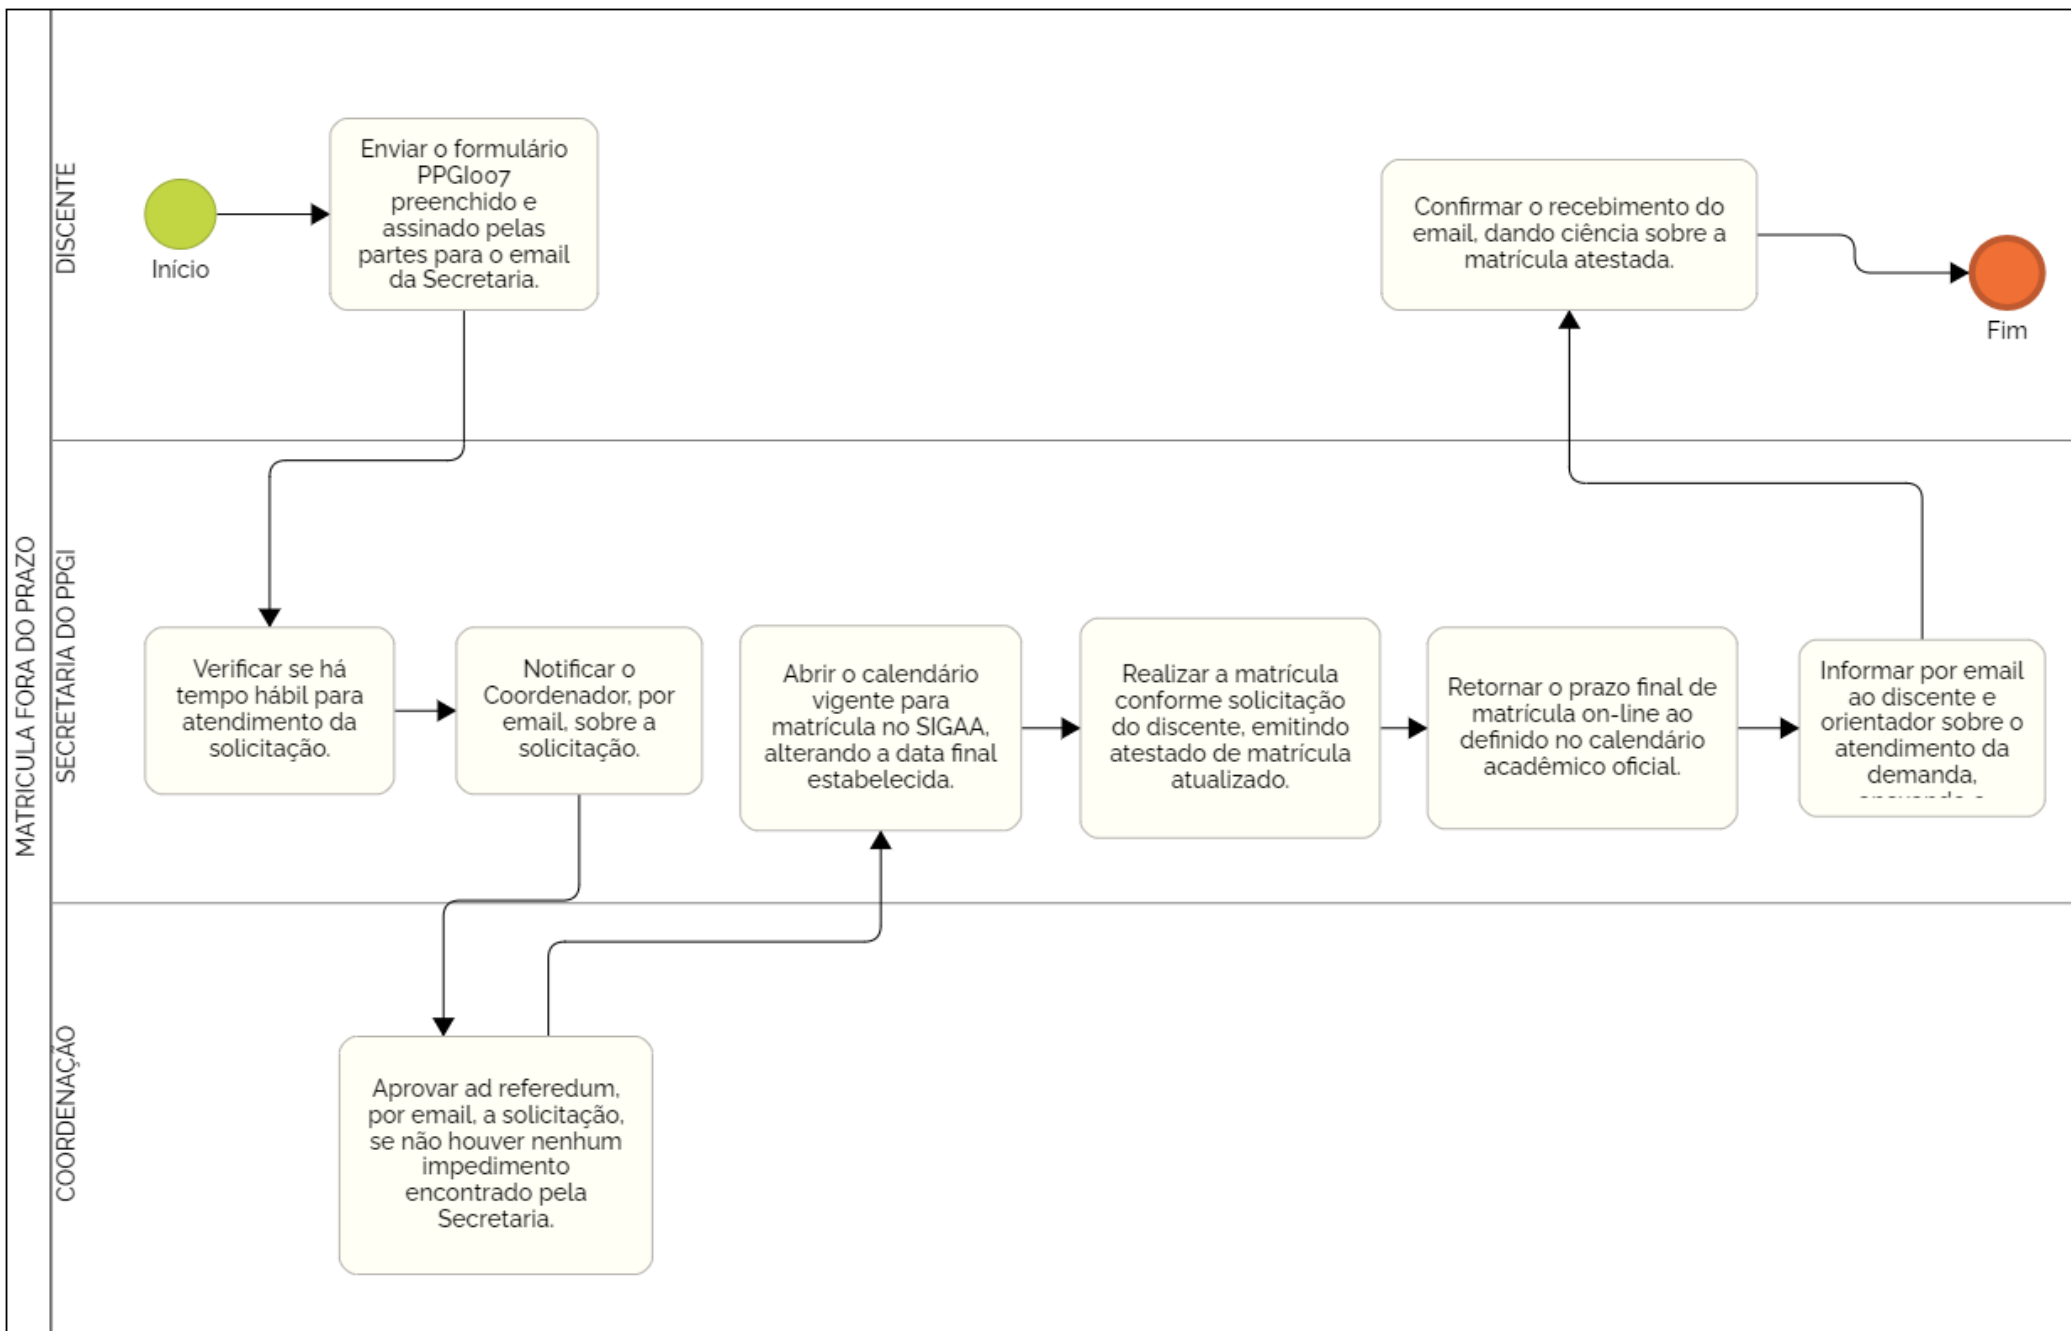 MATRICULA FORA DO PRAZO
DISCENTE
Início
Enviar o formulário
PPGI007
preenchido e
assinado pelas
partes para o email
da Secretaria.
Confirmar o recebimento do
email, dando ciência sobre a
matrícula atestada.
Fim
SECRETARIA DO PPGI
Verificar se há
tempo hábil para
atendimento da
solicitação.
Notificar o
Coordenador, por
email, sobre a
solicitação.
Abrir o calendário
vigente para
matrícula no SIGAA,
alterando a data final
estabelecida.
Realizar a matrícula
conforme solicitação
do discente, emitindo
atestado de matrícula
atualizado.
Retornar o prazo final de
matrícula on-line ao
definido no calendário
acadêmico oficial.
Informar por email
ao discente e
orientador sobre o
atendimento da
demanda,
COORDENAÇÃO
Aprovar ad referedum,
por email, a solicitação,
se não houver nenhum
impedimento
encontrado pela
Secretaria.